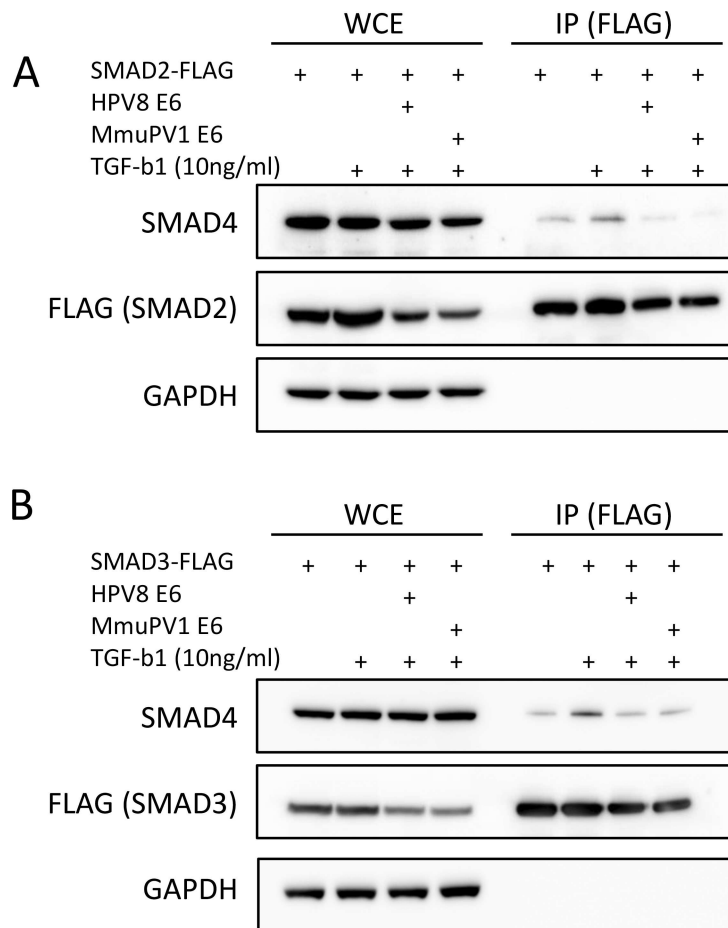 WCE IP (FLAG)
A
SMAD2-FLAG + + + + + + + +
HPV8 E6 + +
MmuPV1 E6 + +
TGF-b1 (10ng/ml) + + + + + +
SMAD4
FLAG (SMAD2)
GAPDH
B
WCE IP (FLAG)
SMAD3-FLAG + + + + + + + +
HPV8 E6 + +
MmuPV1 E6 + +
TGF-b1 (10ng/ml) + + + + + +
SMAD4
FLAG (SMAD3)
GAPDH